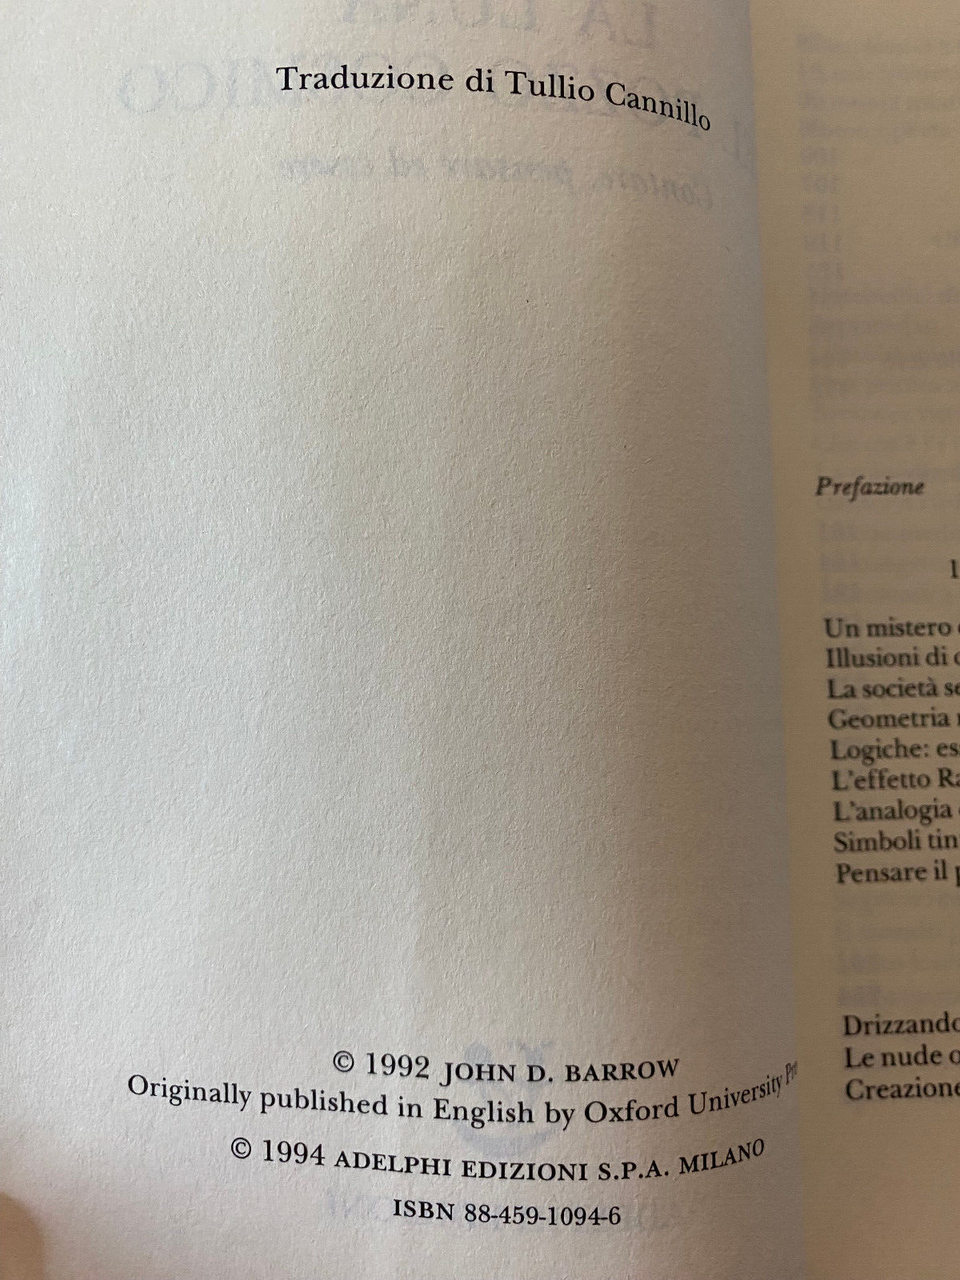 Traduzione di Tullio Cannillo
© 1992 JOHN D. BARROW
Originally published in English by Oxford University
© 1994 ADELPHI EDIZIONI S.P.A. MILANO
ISBN 88-459-1094-6
Prefazione
Un mistero
Illusioni di
La società
Geometria
Logiche:
L'effetto
L'analogia
Simboli
Pensare il
Drizzando
Le nude
Creazione